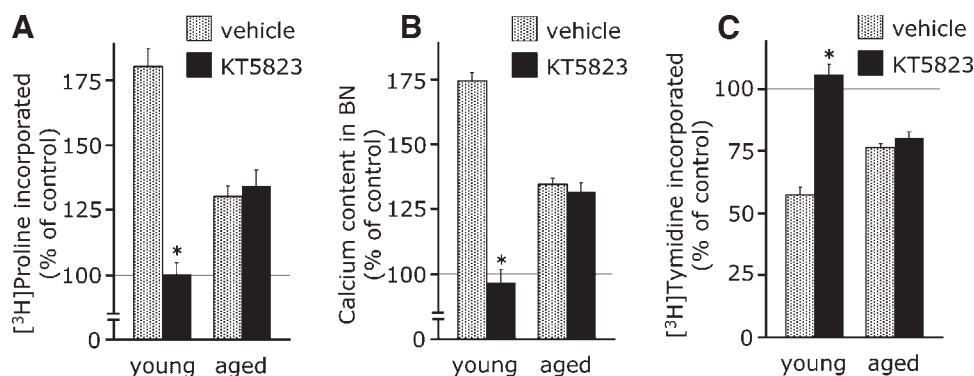 A
vehicle
KT5823
[³H]Proline incorporated
(% of control)
175
150
125
100
0
*
young aged
B
vehicle
KT5823
Calcium content in BN
(% of control)
175
150
125
100
0
*
young aged
C
vehicle
KT5823
[³H]Tymidine incorporated
(% of control)
100
75
50
25
0
*
young aged